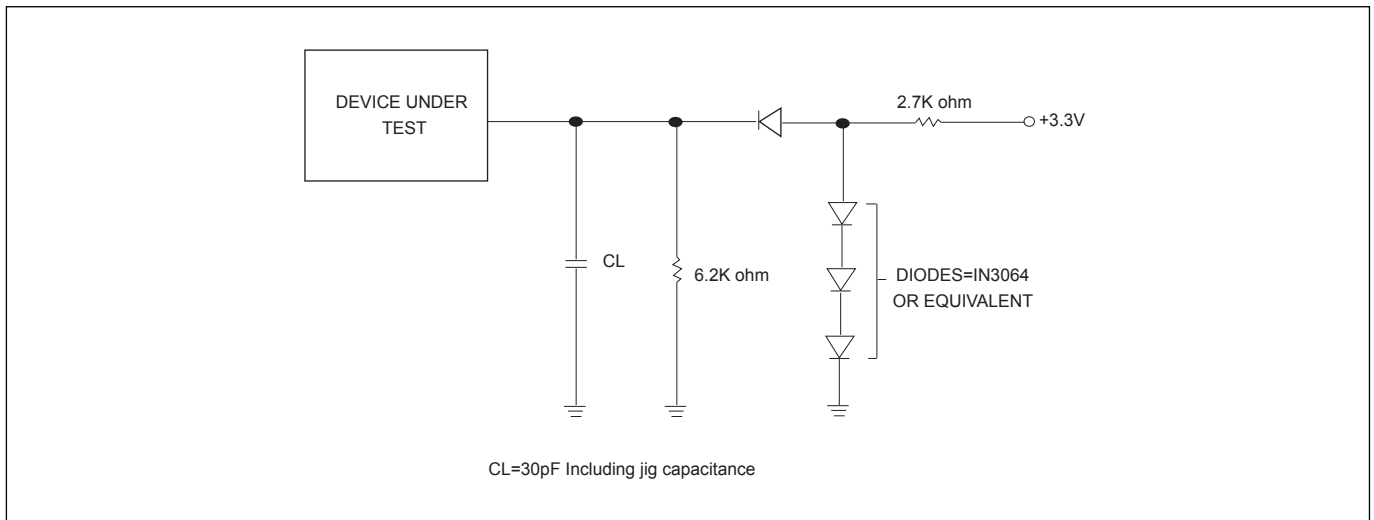 DEVICE UNDER
TEST
2.7K ohm
+3.3V
CL
6.2K ohm
DIODES=IN3064
OR EQUIVALENT
CL=30pF Including jig capacitance